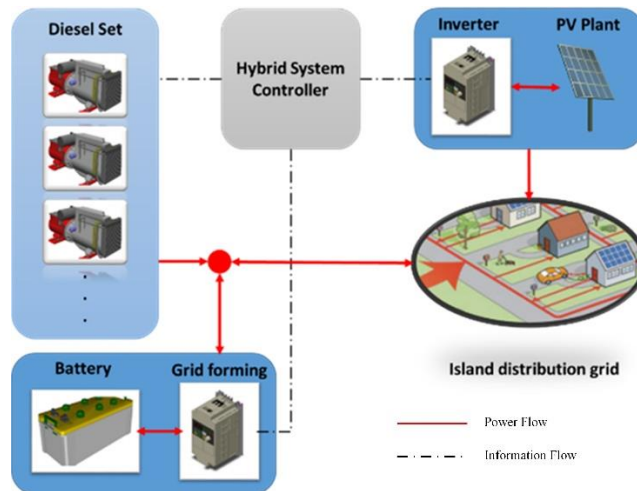 Diesel Set
Hybrid System
Controller
Inverter
PV Plant
Battery
Grid forming
Island distribution grid
Power Flow
Information Flow